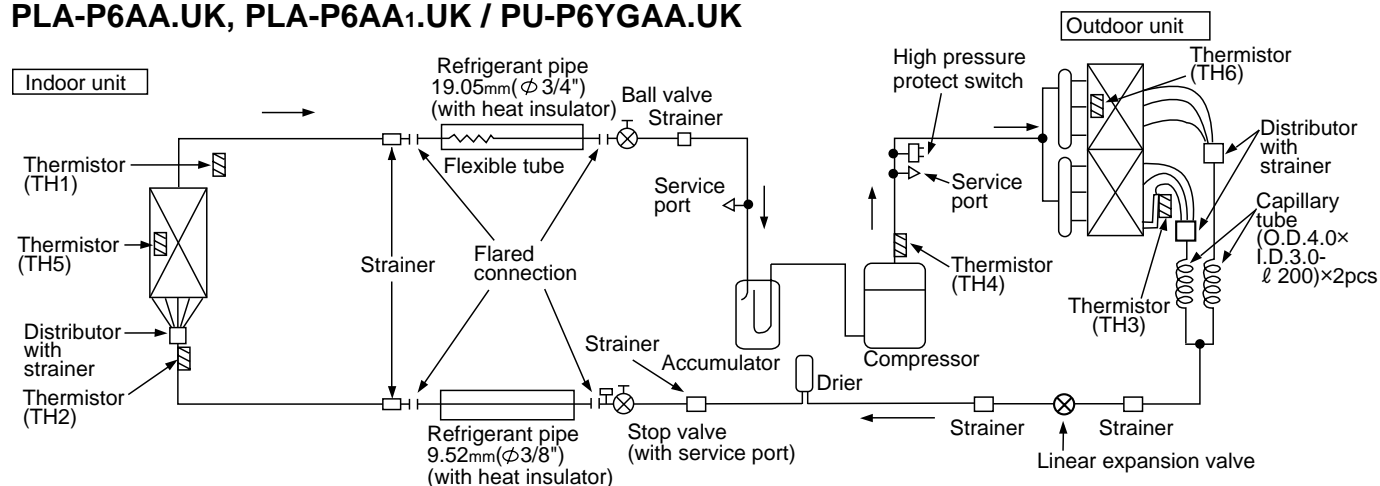 PLA-P6AA.UK, PLA-P6AA1.UK / PU-P6YGAA.UK
Indoor unit
Outdoor unit
Refrigerant pipe
19.05mm(ϕ3/4")
(with heat insulator)
Flexible tube
Ball valve
Strainer
High pressure
protect switch
Thermistor
(TH6)
Distributor
with
strainer
Thermistor
(TH1)
Service
port
Service
port
Capillary
tube
(O.D.4.0×
I.D.3.0-
ℓ 200)×2pcs
Thermistor
(TH5)
Strainer
Flared
connection
Thermistor
(TH4)
Thermistor
(TH3)
Distributor
with
strainer
Thermistor
(TH2)
Strainer
Accumulator
Compressor
Drier
Refrigerant pipe
9.52mm(ϕ3/8")
(with heat insulator)
Stop valve
(with service port)
Strainer
Strainer
Linear expansion valve